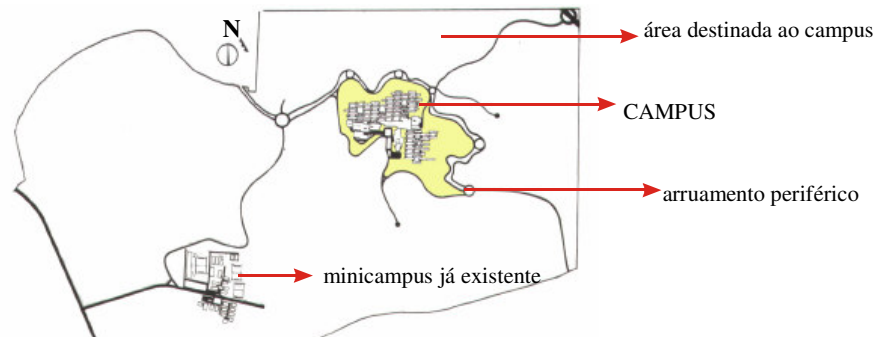 N
área destinada ao campus
CAMPUS
arruamento periférico
minicampus já existente